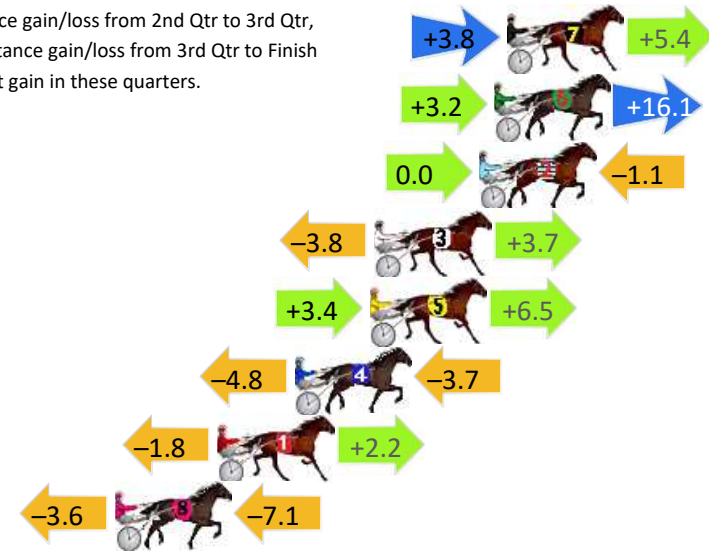 ce gain/loss from 2nd Qtr to 3rd Qtr,
tance gain/loss from 3rd Qtr to Finish
t gain in these quarters.
+3.8 7 +5.4
+3.2 6 +16.1
0.0 2 –1.1
–3.8 3 +3.7
+3.4 5 +6.5
–4.8 4 –3.7
–1.8 1 +2.2
–3.6 8 –7.1